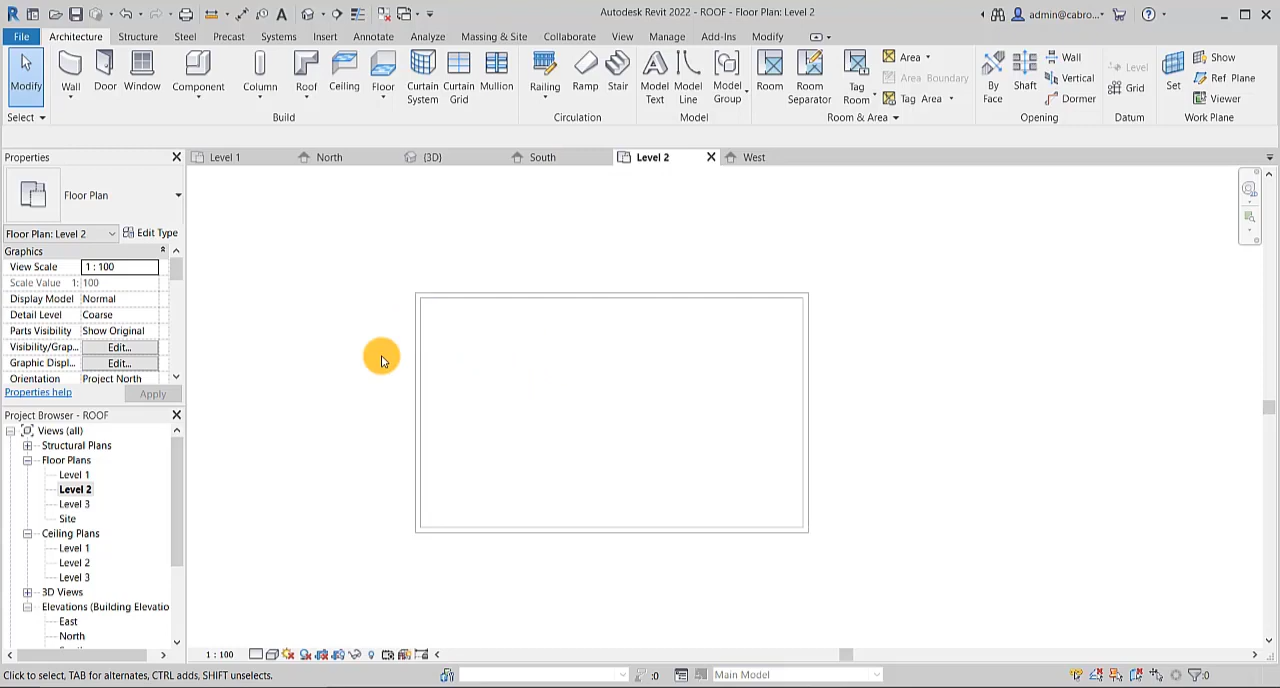 Autodesk Revit 2022 - ROOF - Floor Plan: Level 2
admin@cabro...
File Architecture Structure Steel Precast Systems Insert Annotate Analyze Massing & Site Collaborate View Manage Add-Ins Modify
Modify Wall Door Window Component Column Roof Ceiling Floor Curtain System Curtain Grid Mullion Railing Ramp Stair Model Text Model Line Model Group Room Room Separator Tag Room
Area
Area Boundary
Tag Area
By Face Shaft
Wall
Vertical
Dormer
Level
Grid
Set
Show
Ref Plane
Viewer
Select Build Circulation Model Room & Area Opening Datum Work Plane
Properties
Level 1 North (3D) South Level 2 West
Floor Plan
Floor Plan: Level 2 Edit Type
Graphics
View Scale 1 : 100
Scale Value 1: 100
Display Model Normal
Detail Level Coarse
Parts Visibility Show Original
Visibility/Grap... Edit...
Graphic Displ... Edit...
Orientation Project North
Properties help Apply
Project Browser - ROOF
Views (all)
Structural Plans
Floor Plans
Level 1
Level 2
Level 3
Site
Ceiling Plans
Level 1
Level 2
Level 3
3D Views
Elevations (Building Elevatio
East
North
1 : 100
Click to select, TAB for alternates, CTRL adds, SHIFT unselects.
:0 Main Model :0